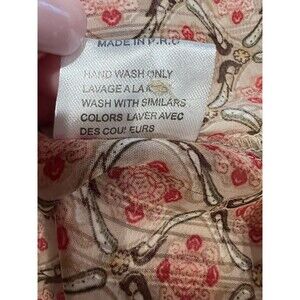 MADE IN P.R.C
HAND WASH ONLY
LAVAGE A LA
WASH WITH SIMILARS
COLORS LAVER AVEC
DES COULEURS